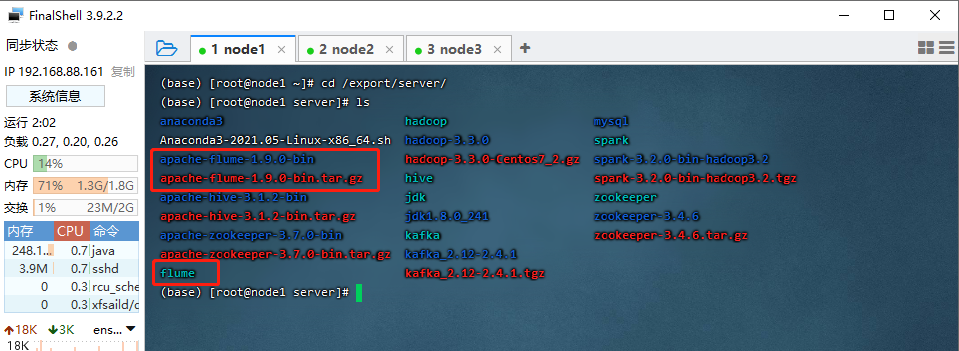 FinalShell 3.9.2.2
同步状态
IP 192.168.88.161 复制
系统信息
运行 2:02
负载 0.27, 0.20, 0.26
CPU 14%
内存 71% 1.3G/1.8G
交换 1% 23M/2G
内存 CPU 命令
248.1... 0.7 java
3.9M 0.7 sshd
0 0.3 rcu_sche
0 0.3 xfsaild/d
18K 3K ens...
18K
1 node1 2 node2 3 node3
(base) [root@node1 ~]# cd /export/server/
(base) [root@node1 server]# ls
anaconda3 hadoop mysql
Anaconda3-2021.05-Linux-x86_64.sh hadoop-3.3.0 spark
apache-flume-1.9.0-bin hadoop-3.3.0-Centos7_2.gz spark-3.2.0-bin-hadoop3.2
apache-flume-1.9.0-bin.tar.gz hive spark-3.2.0-bin-hadoop3.2.tgz
apache-hive-3.1.2-bin jdk zookeeper
apache-hive-3.1.2-bin.tar.gz jdk1.8.0_241 zookeeper-3.4.6
apache-zookeeper-3.7.0-bin kafka zookeeper-3.4.6.tar.gz
apache-zookeeper-3.7.0-bin.tar.gz kafka_2.12-2.4.1
flume kafka_2.12-2.4.1.tgz
(base) [root@node1 server]#